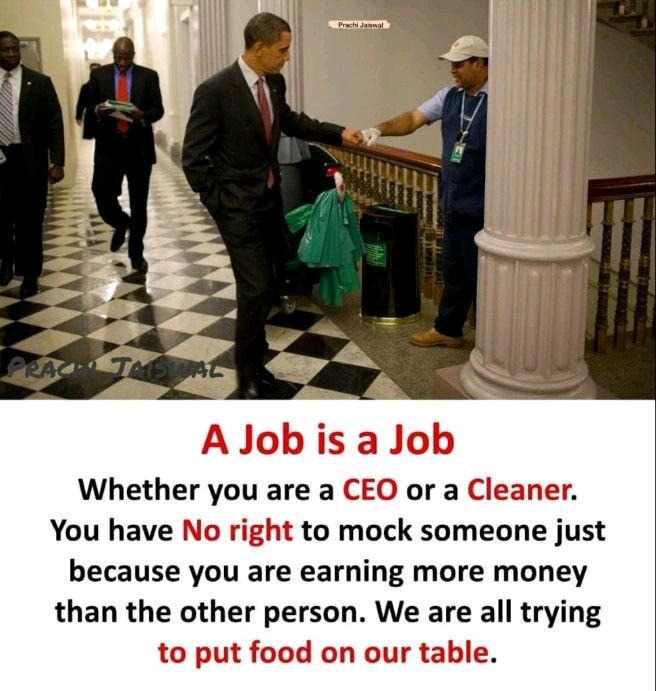 Prachi Jaiswal
PRACHI JAISWAL
A Job is a Job
Whether you are a CEO or a Cleaner.
You have No right to mock someone just
because you are earning more money
than the other person. We are all trying
to put food on our table.